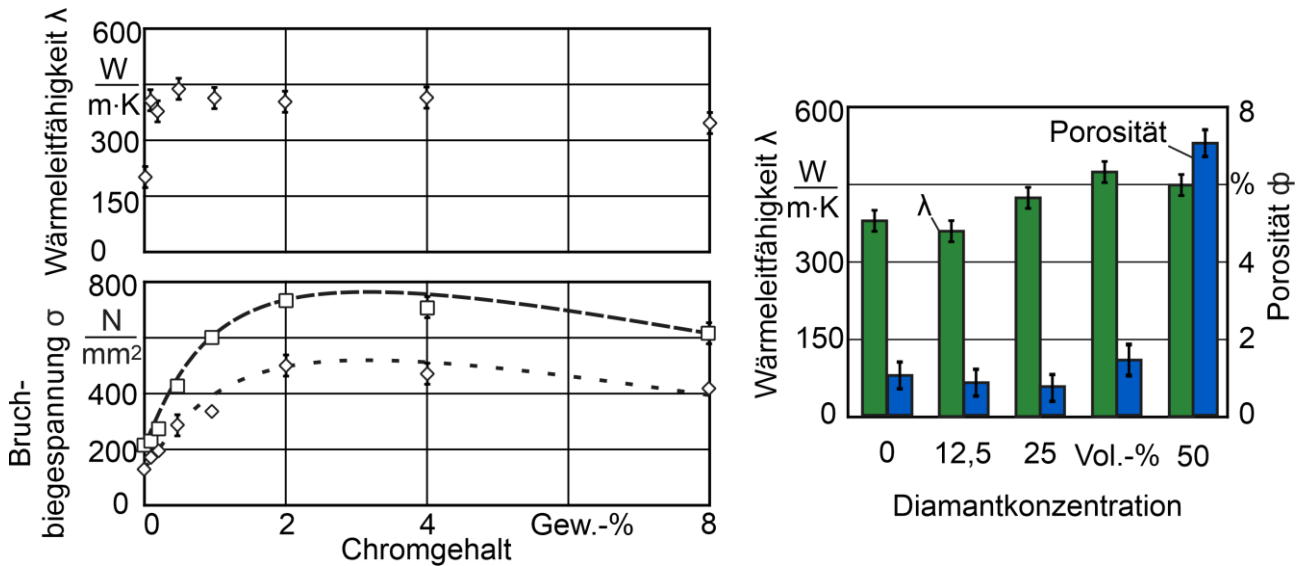 Wärmeleitfähigkeit λ
600
W
m·K
300
150
0
Bruch-
biegespannung σ
800
N
mm²
400
200
0
0
2
4
Gew.-%
8
Chromgehalt
Wärmeleitfähigkeit λ
600
W
m·K
300
150
0
λ
Porosität
8
%
4
2
0
Porosität ф
0
12,5
25
Vol.-%
50
Diamantkonzentration